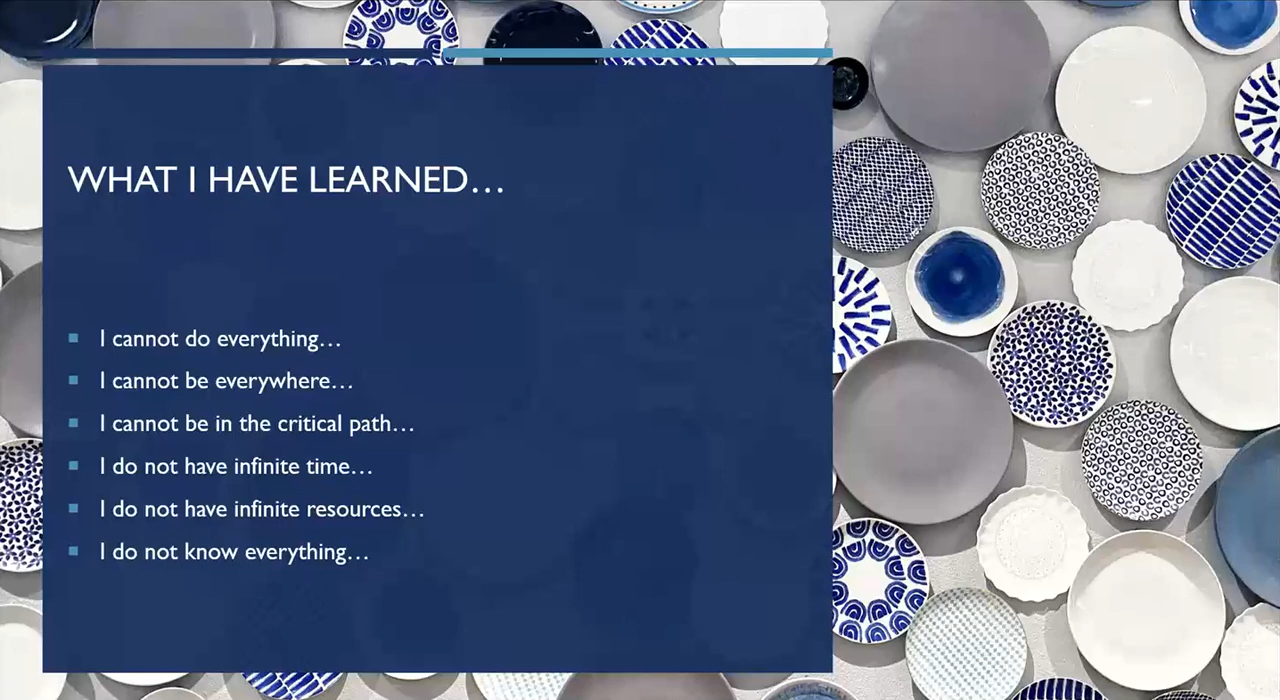 WHAT I HAVE LEARNED...
I cannot do everything...
I cannot be everywhere...
I cannot be in the critical path...
I do not have infinite time...
I do not have infinite resources...
I do not know everything...